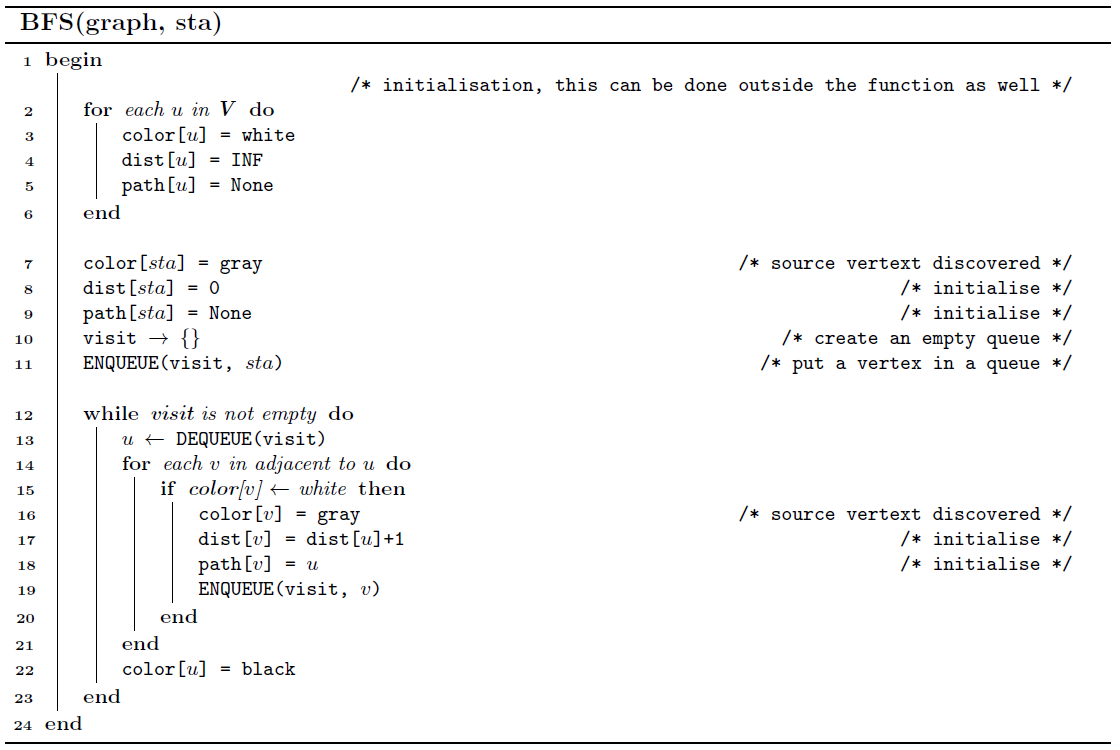 BFS(graph, sta)
1 begin
/* initialisation, this can be done outside the function as well */
2 for each u in V do
3 color[u] = white
4 dist[u] = INF
5 path[u] = None
6 end
7 color[sta] = gray /* source vertext discovered */
8 dist[sta] = 0 /* initialise */
9 path[sta] = None /* initialise */
10 visit → {} /* create an empty queue */
11 ENQUEUE(visit, sta) /* put a vertex in a queue */
12 while visit is not empty do
13 u ← DEQUEUE(visit)
14 for each v in adjacent to u do
15 if color[v] ← white then
16 color[v] = gray /* source vertext discovered */
17 dist[v] = dist[u]+1 /* initialise */
18 path[v] = u /* initialise */
19 ENQUEUE(visit, v)
20 end
21 end
22 color[u] = black
23 end
24 end